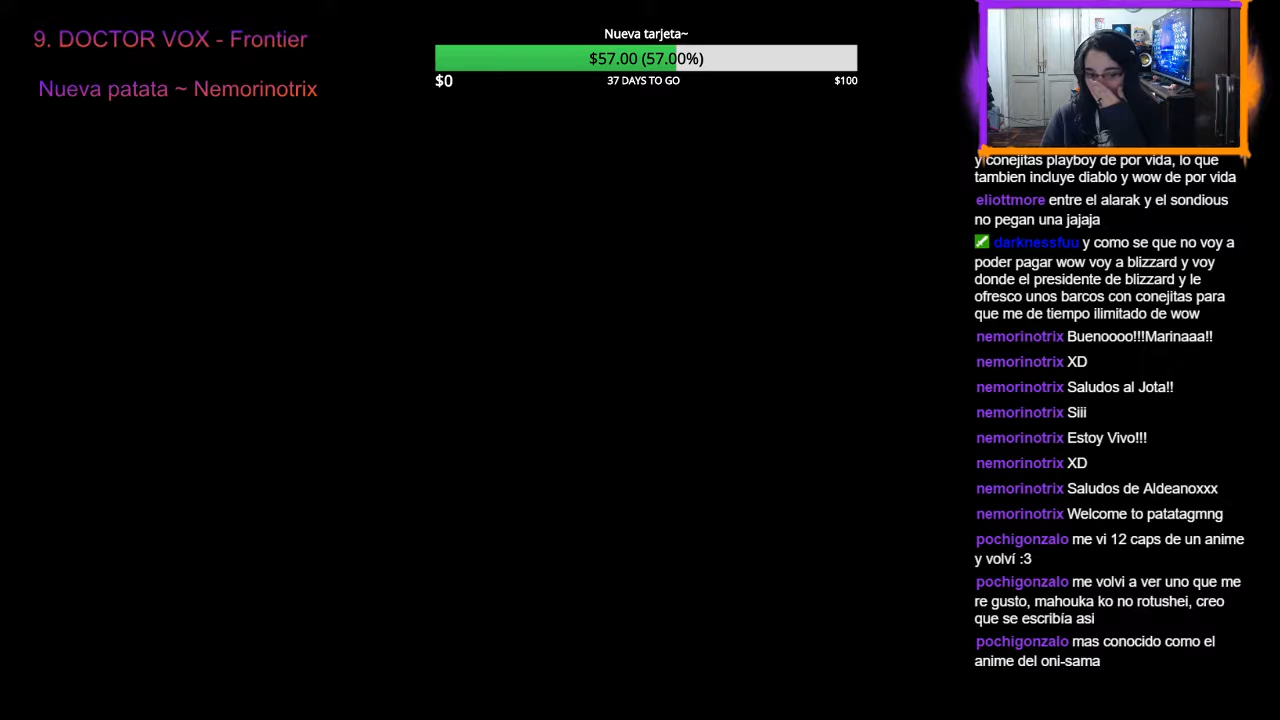 9. DOCTOR VOX - Frontier
Nueva patata ~ Nemorinotrix
Nueva tarjeta~
$57.00 (57.00%)
$0
37 DAYS TO GO
$100
y conejitas playboy de por vida, lo que
tambien incluye diablo y wow de por vida
eliottmore entre el alarak y el sondious
no pegan una jajaja
darknessfuu y como se que no voy a
poder pagar wow voy a blizzard y voy
donde el presidente de blizzard y le
ofresco unos barcos con conejitas para
que me de tiempo ilimitado de wow
nemorinotrix Buenoooo!!!Marinaaa!!
nemorinotrix XD
nemorinotrix Saludos al Jota!!
nemorinotrix Siii
nemorinotrix Estoy Vivo!!!
nemorinotrix XD
nemorinotrix Saludos de Aldeanoxxx
nemorinotrix Welcome to patatagmng
pochigonzalo me vi 12 caps de un anime
y volví :3
pochigonzalo me volvi a ver uno que me
re gusto, mahouka ko no rotushei, creo
que se escribía asi
pochigonzalo mas conocido como el
anime del oni-sama